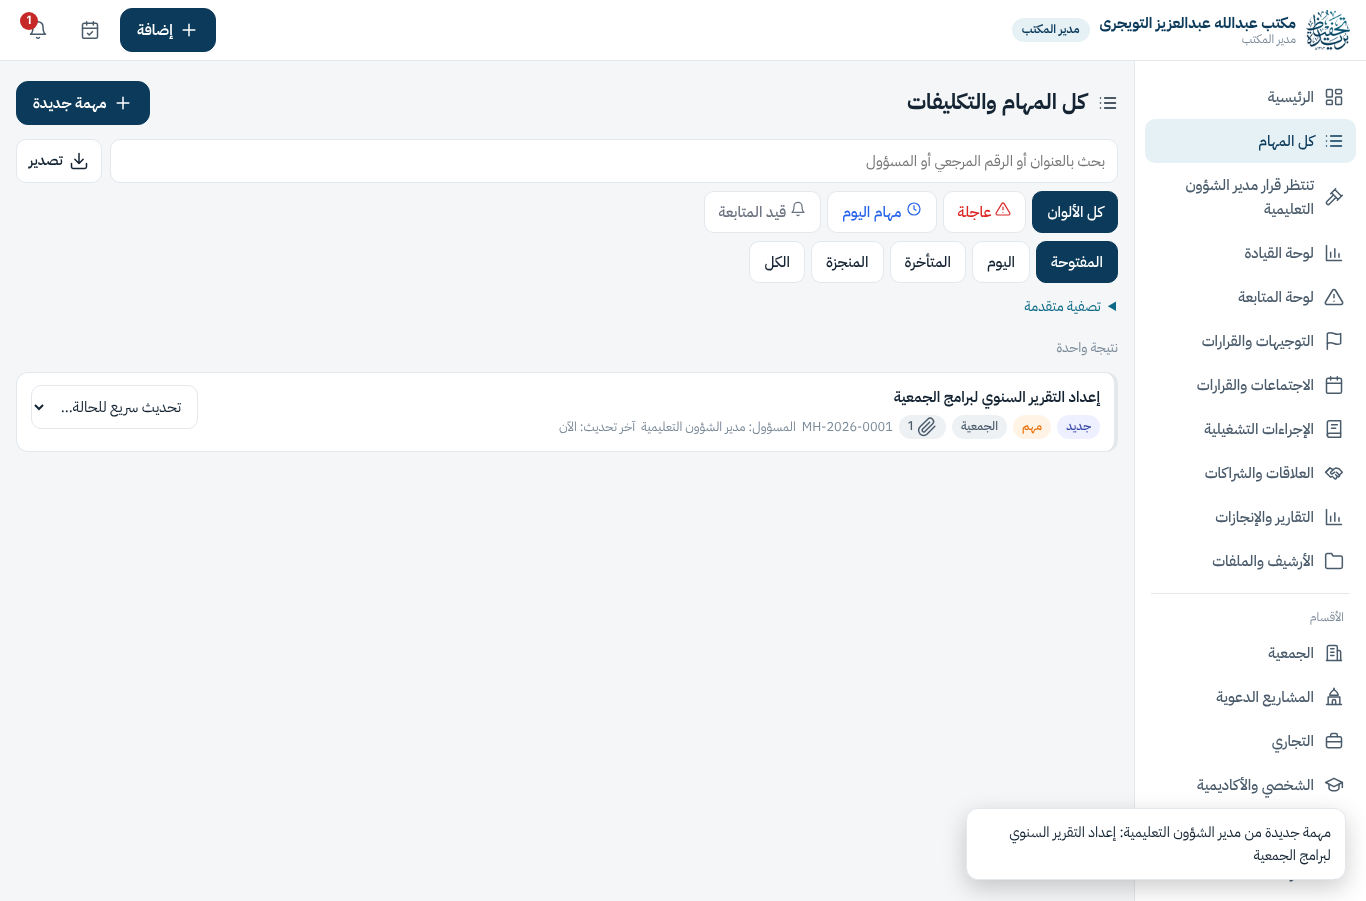 مكتب عبدالله عبدالعزيز التويجري
مدير المكتب
مدير المكتب
إضافة
1
الرئيسية
كل المهام
تنتظر قرار مدير الشؤون
التعليمية
لوحة القيادة
لوحة المتابعة
التوجيهات والقرارات
الاجتماعات والقرارات
الإجراءات التشغيلية
العلاقات والشراكات
التقارير والإنجازات
الأرشيف والملفات
الأقسام
الجمعية
المشاريع الدعوية
التجاري
الشخصي والأكاديمية
كل المهام والتكليفات
مهمة جديدة
بحث بالعنوان أو الرقم المرجعي أو المسؤول
تصدير
كل الألوان
عاجلة
مهام اليوم
قيد المتابعة
المفتوحة
اليوم
المتأخرة
المنجزة
الكل
تصفية متقدمة
نتيجة واحدة
إعداد التقرير السنوي لبرامج الجمعية
جديد مهم الجمعية 1 MH-2026-0001 المسؤول: مدير الشؤون التعليمية آخر تحديث: الآن
تحديث سريع للحالة...
مهمة جديدة من مدير الشؤون التعليمية: إعداد التقرير السنوي
لبرامج الجمعية